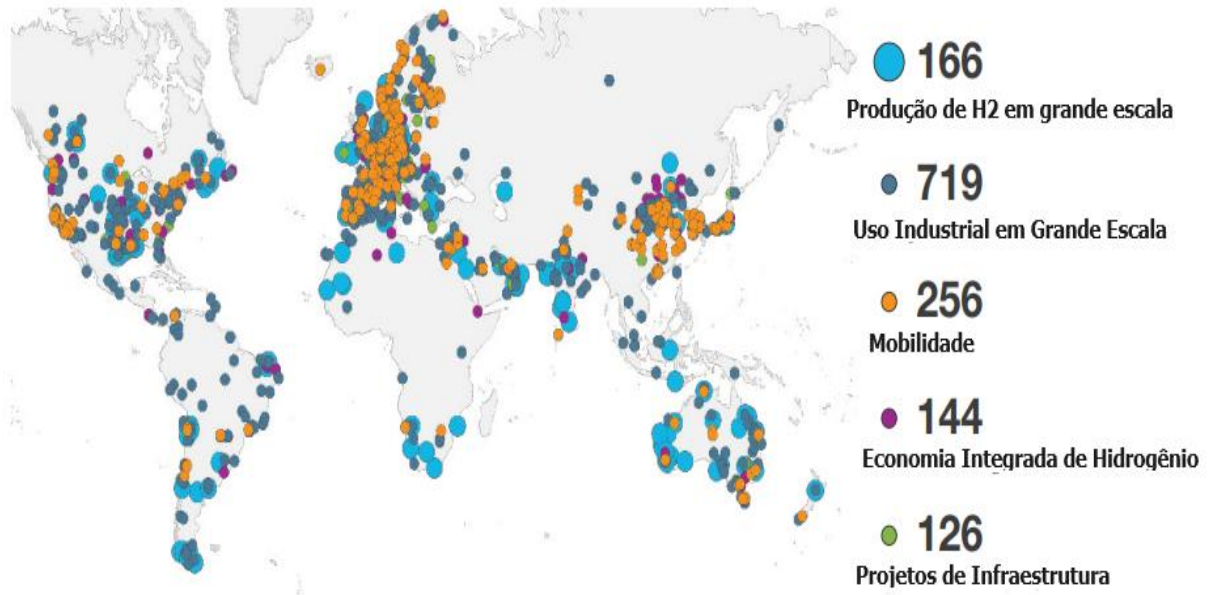 166
Produção de H2 em grande escala
719
Uso Industrial em Grande Escala
256
Mobilidade
144
Economia Integrada de Hidrogênio
126
Projetos de Infraestrutura